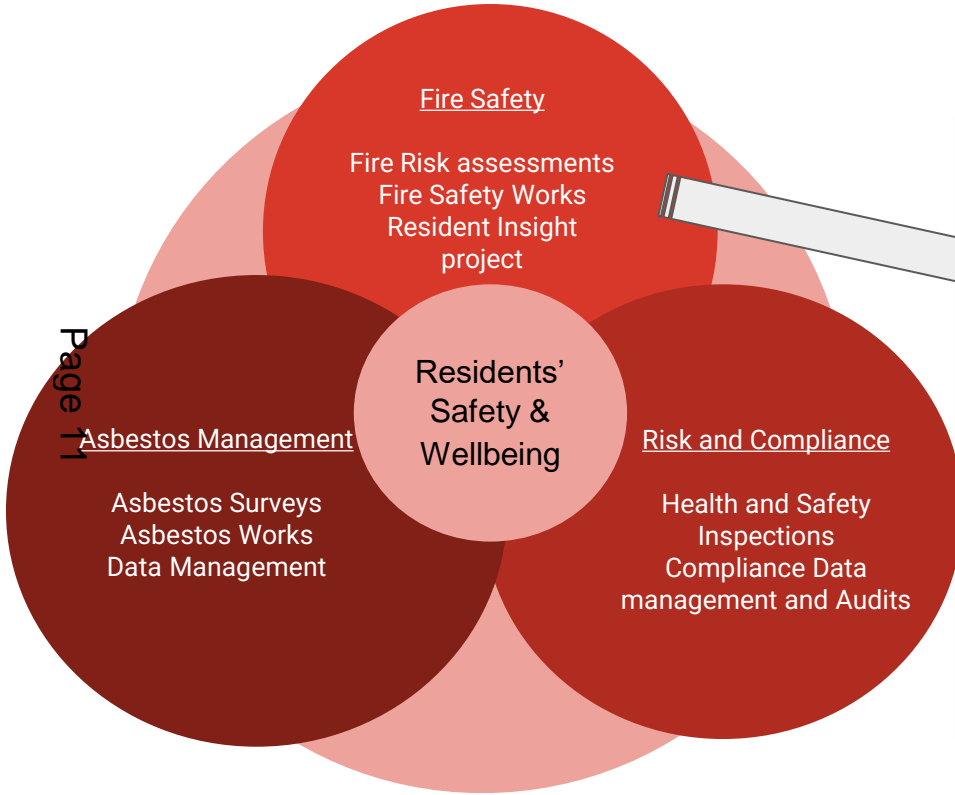 Fire Safety
Fire Risk assessments
Fire Safety Works
Resident Insight
project
Residents’
Safety &
Wellbeing
Page 11
Asbestos Management
Asbestos Surveys
Asbestos Works
Data Management
Risk and Compliance
Health and Safety
Inspections
Compliance Data
management and Audits